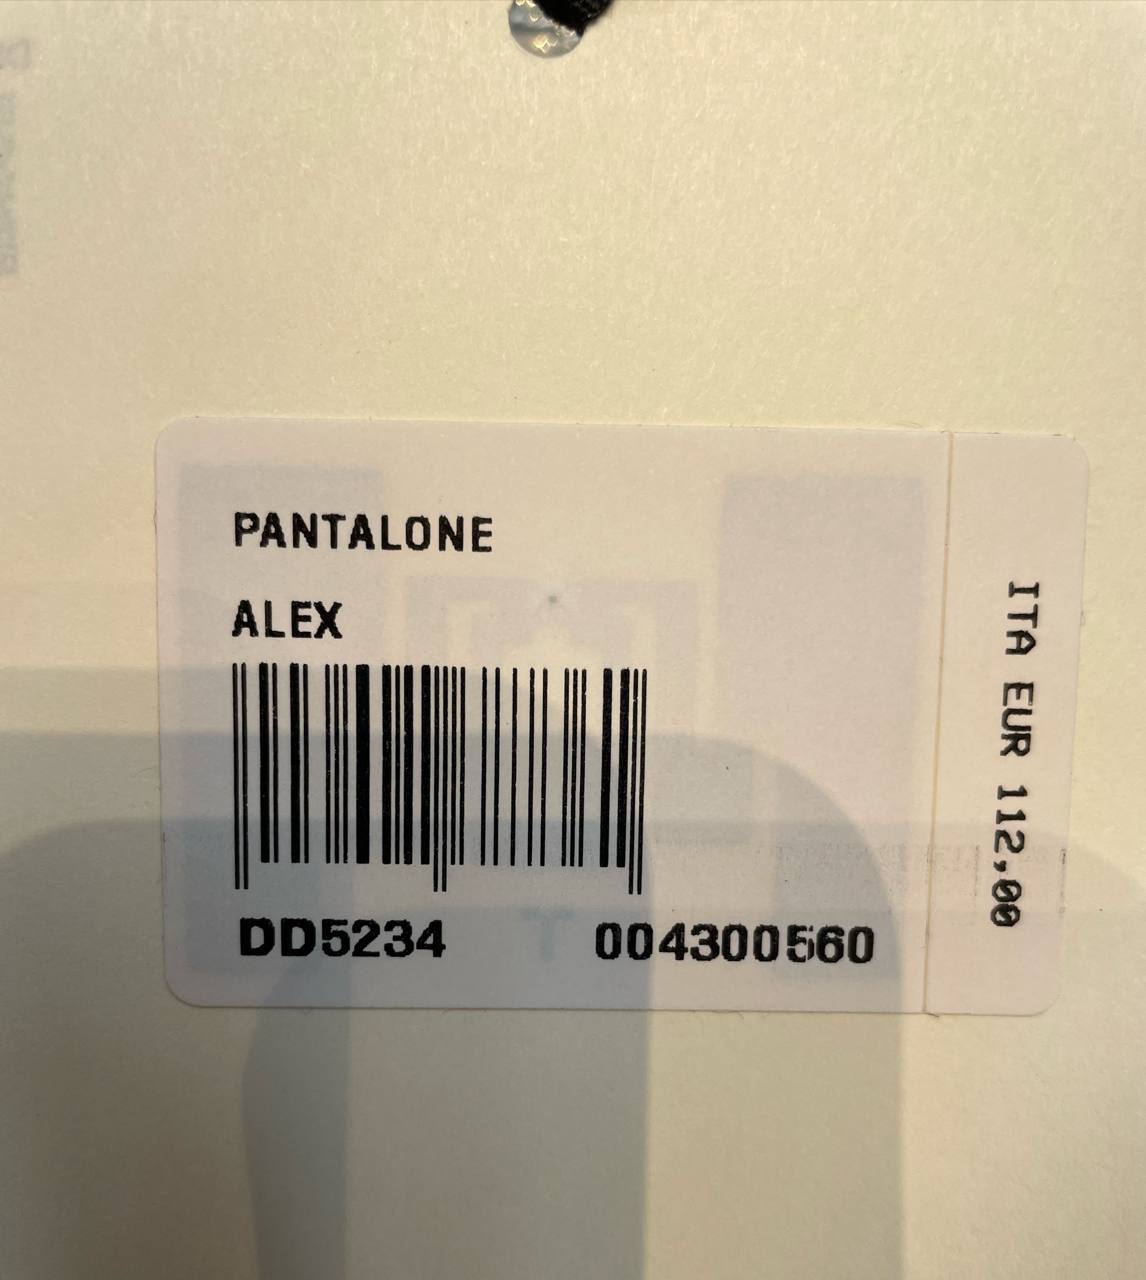 PANTALONE
ALEX
DD5234 004300560
ITA EUR 112,00